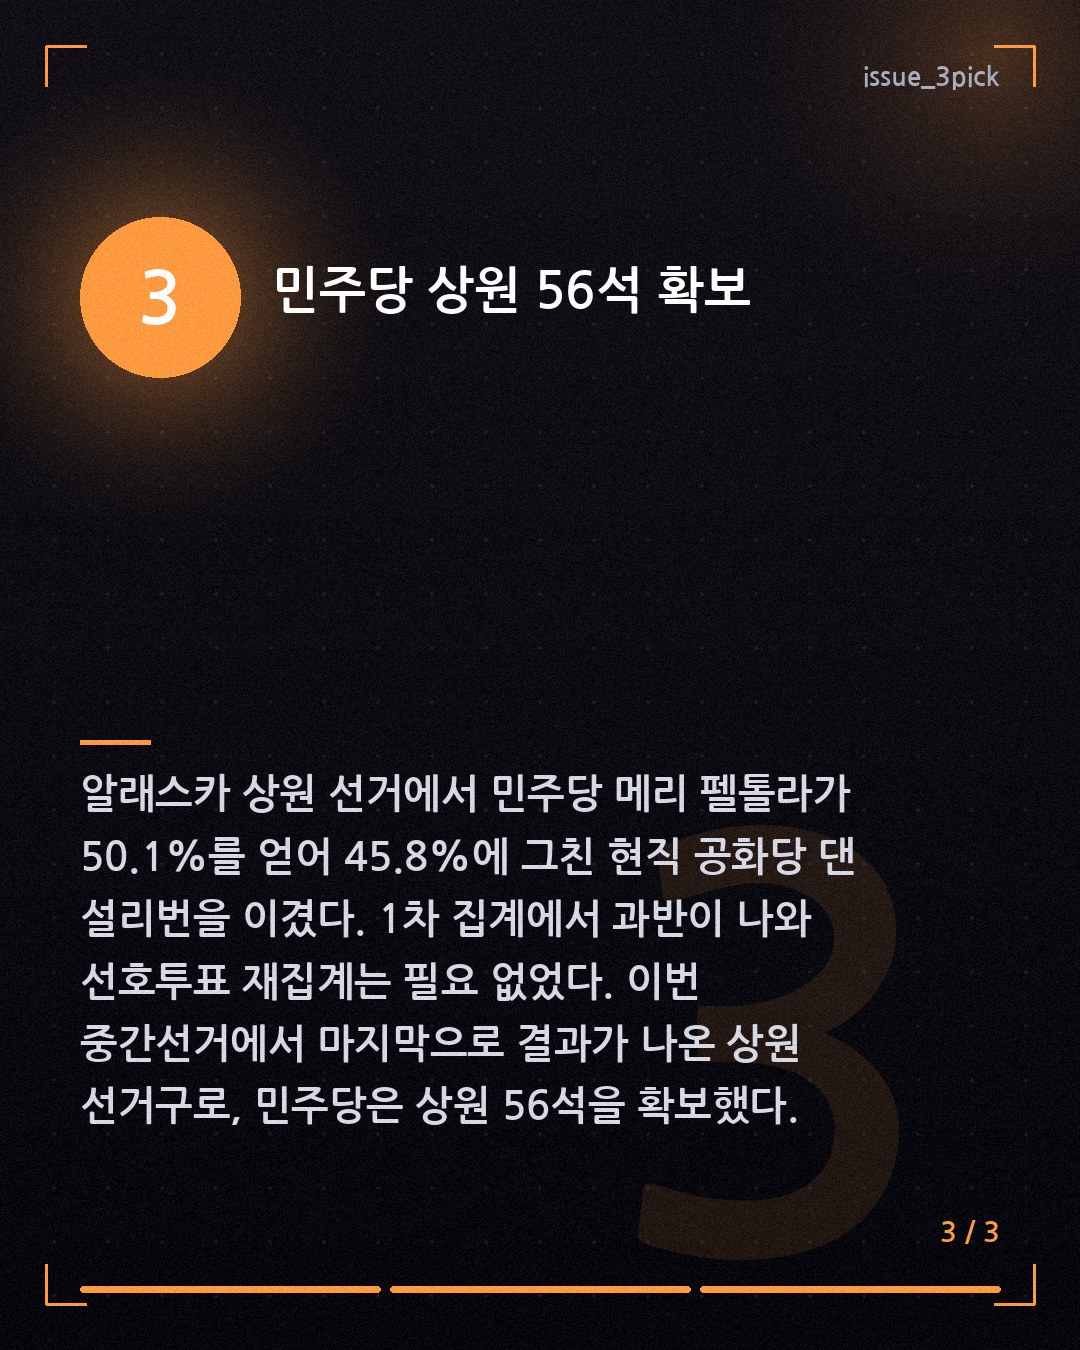 issue_3pick
3
민주당 상원 56석 확보
알래스카 상원 선거에서 민주당 메리 펠톨라가
50.1%를 얻어 45.8%에 그친 현직 공화당 댄
설리번을 이겼다. 1차 집계에서 과반이 나와
선호투표 재집계는 필요 없었다. 이번
중간선거에서 마지막으로 결과가 나온 상원
선거구로, 민주당은 상원 56석을 확보했다.
3
3 / 3